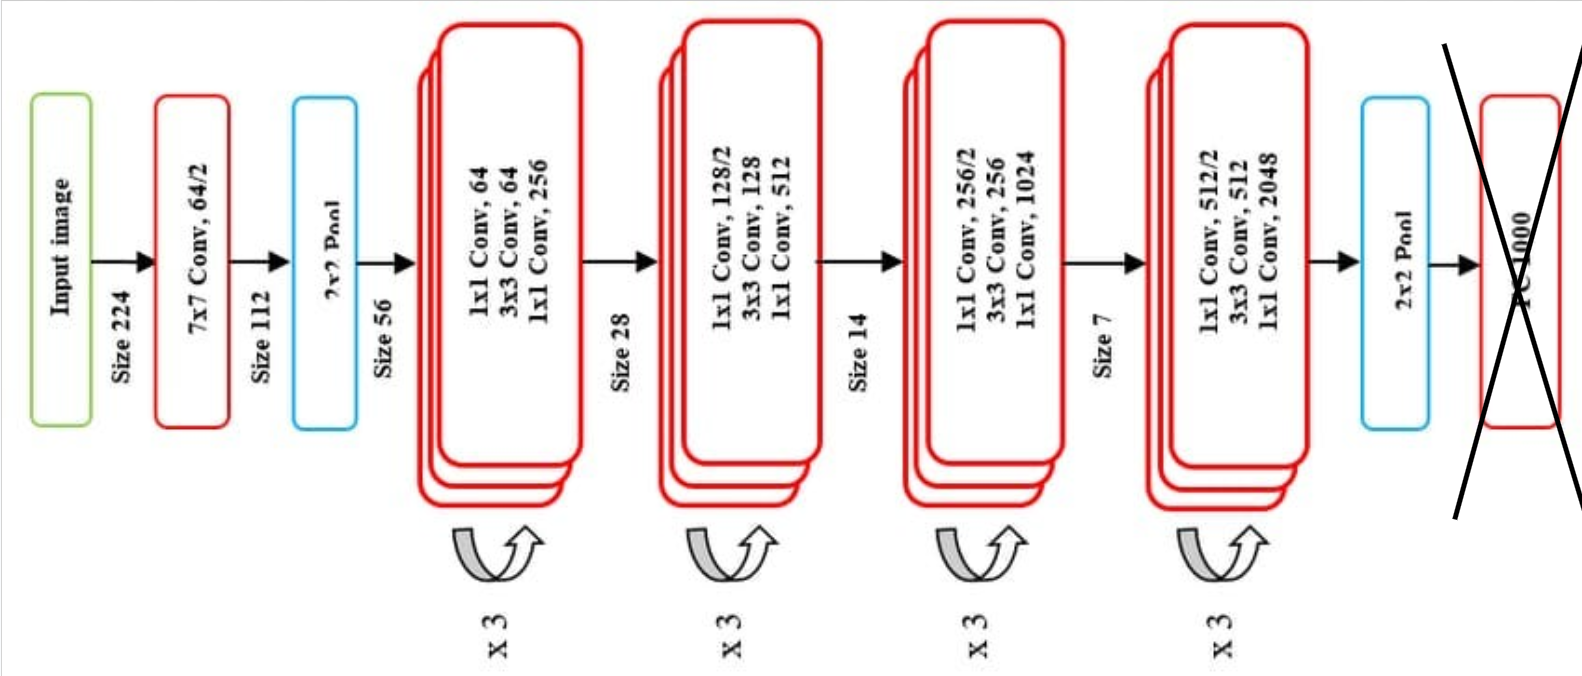 Input image
Size 224
7x7 Conv, 64/2
Size 112
2x2 Pool
Size 56
1x1 Conv, 64
3x3 Conv, 64
1x1 Conv, 256
x 3
Size 28
1x1 Conv, 128/2
3x3 Conv, 128
1x1 Conv, 512
x 3
Size 14
1x1 Conv, 256/2
3x3 Conv, 256
1x1 Conv, 1024
x 3
Size 7
1x1 Conv, 512/2
3x3 Conv, 512
1x1 Conv, 2048
x 3
2x2 Pool
FC 1000